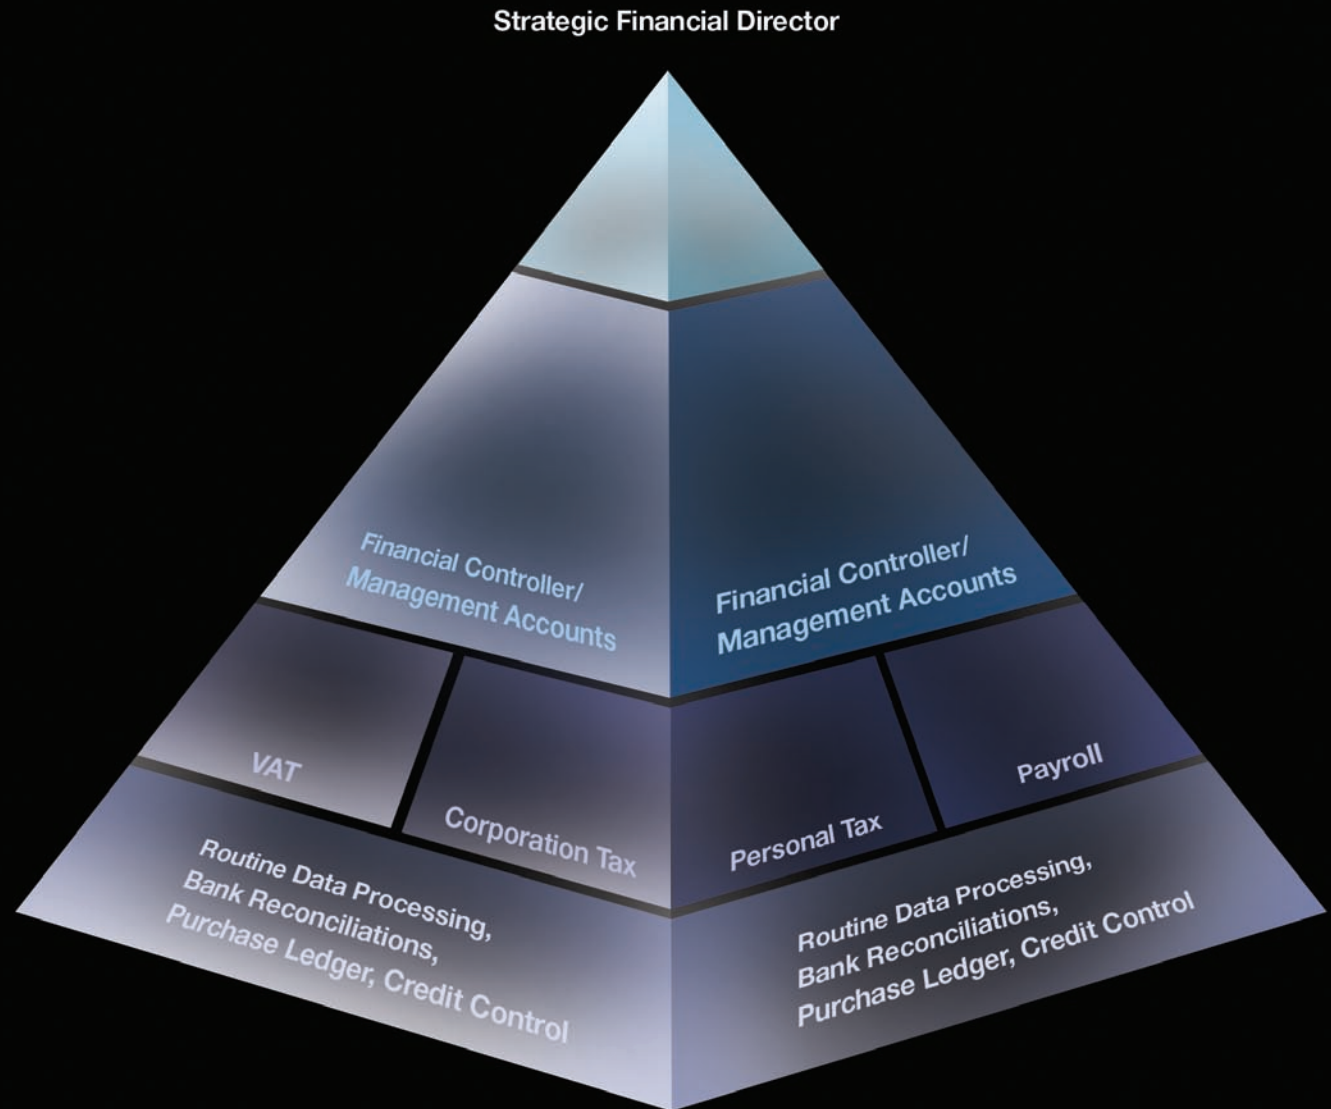 Strategic Financial Director
Financial Controller/
Management Accounts
Financial Controller/
Management Accounts
VAT
Corporation Tax
Personal Tax
Payroll
Routine Data Processing,
Bank Reconciliations,
Purchase Ledger, Credit Control
Routine Data Processing,
Bank Reconciliations,
Purchase Ledger, Credit Control